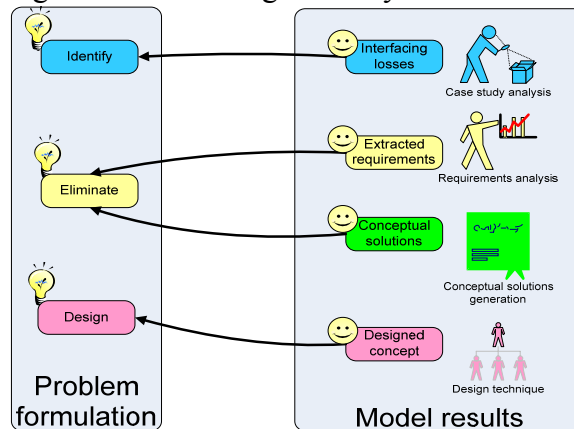 Identify
Eliminate
Design
Problem
formulation
Interfacing
losses
Case study analysis
Extracted
requirements
Requirements analysis
Conceptual
solutions
Conceptual solutions
generation
Designed
concept
Design technique
Model results